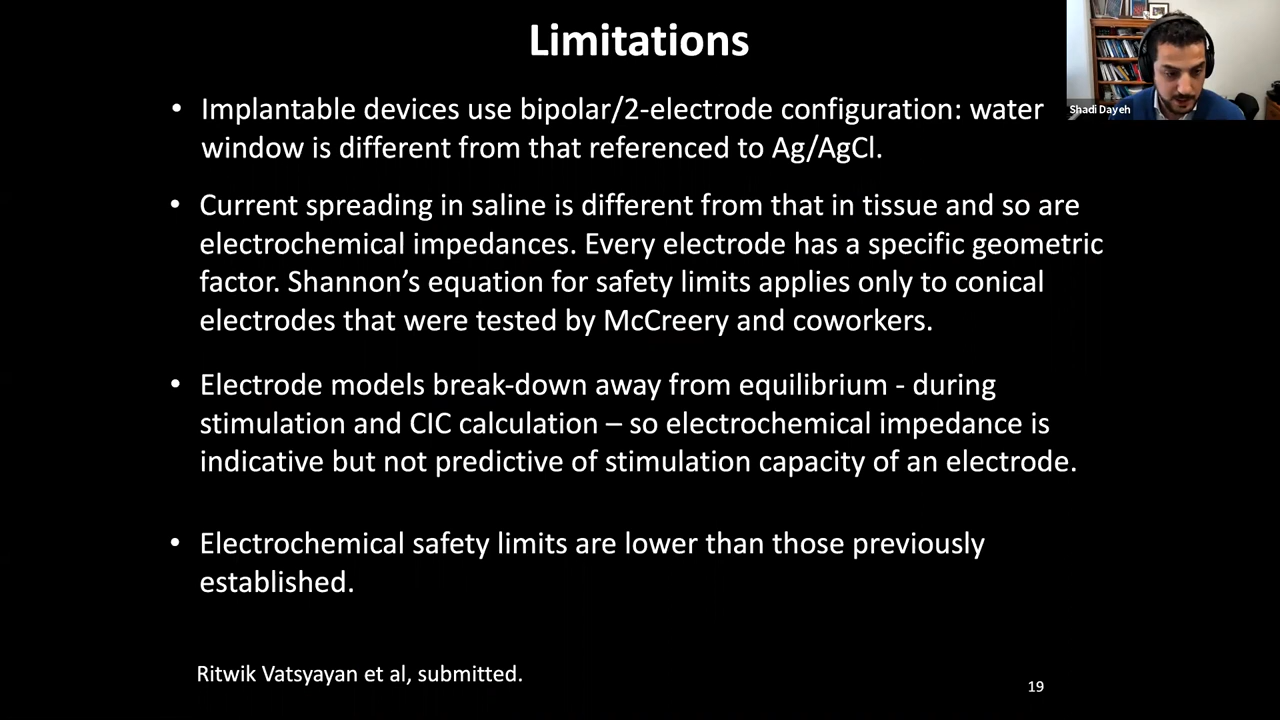 Limitations
Shadi Dayeh
• Implantable devices use bipolar/2-electrode configuration: water
window is different from that referenced to Ag/AgCl.
• Current spreading in saline is different from that in tissue and so are
electrochemical impedances. Every electrode has a specific geometric
factor. Shannon’s equation for safety limits applies only to conical
electrodes that were tested by McCreery and coworkers.
• Electrode models break-down away from equilibrium - during
stimulation and CIC calculation – so electrochemical impedance is
indicative but not predictive of stimulation capacity of an electrode.
• Electrochemical safety limits are lower than those previously
established.
Ritwik Vatsyayan et al, submitted.
19